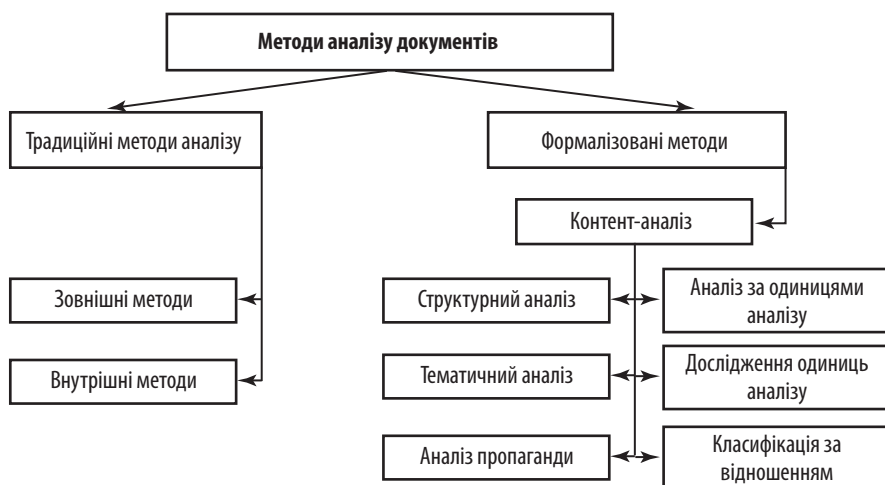 Методи аналізу документів
Традиційні методи аналізу
Формалізовані методи
Контент-аналіз
Зовнішні методи
Структурний аналіз
Аналіз за одиницями
аналізу
Внутрішні методи
Тематичний аналіз
Дослідження одиниць
аналізу
Аналіз пропаганди
Класифікація за
відношенням